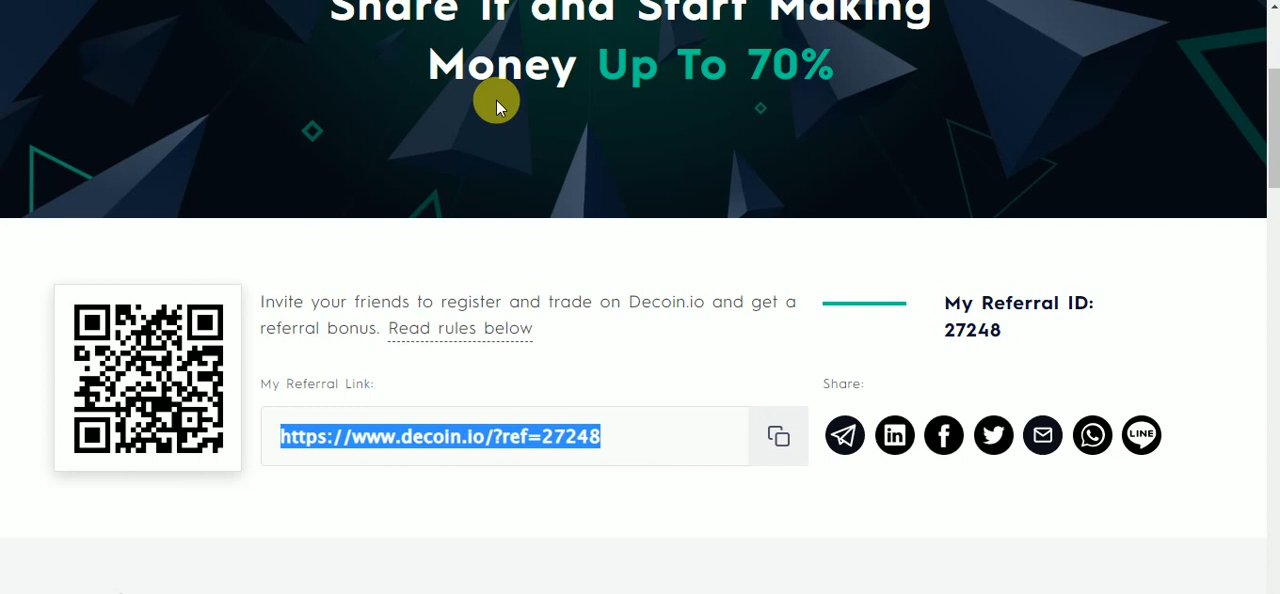 Share It and Start Making
Money Up To 70%
Invite your friends to register and trade on Decoin.io and get a
referral bonus. Read rules below
My Referral ID:
27248
My Referral Link:
Share:
https://www.decoin.io/?ref=27248
LINE